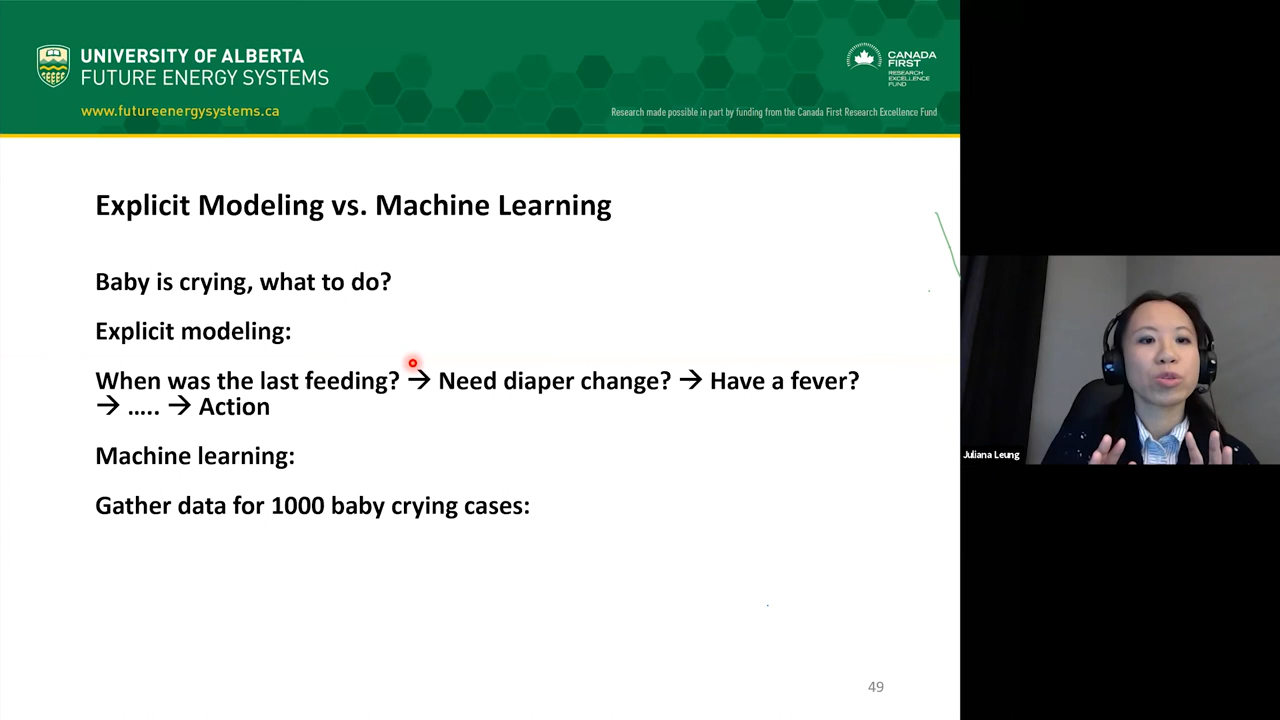 UNIVERSITY OF ALBERTA
FUTURE ENERGY SYSTEMS
www.futureenergysystems.ca
CANADA
FIRST
RESEARCH
EXCELLENCE
FUND
Research made possible in part by funding from the Canada First Research Excellence Fund
Explicit Modeling vs. Machine Learning
Baby is crying, what to do?
Explicit modeling:
When was the last feeding? → Need diaper change? → Have a fever?
→ ..... → Action
Machine learning:
Gather data for 1000 baby crying cases:
49
Juliana Leung